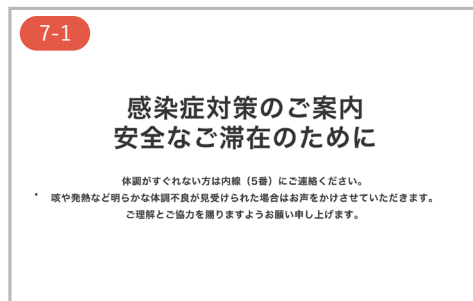 7-1
感染症対策のご案内
安全なご滞在のために
体調がすぐれない方は内線（5番）にご連絡ください。
咳や発熱など明らかな体調不良が見受けられた場合はお声をかけさせていただきます。
ご理解とご協力を賜りますようお願い申し上げます。